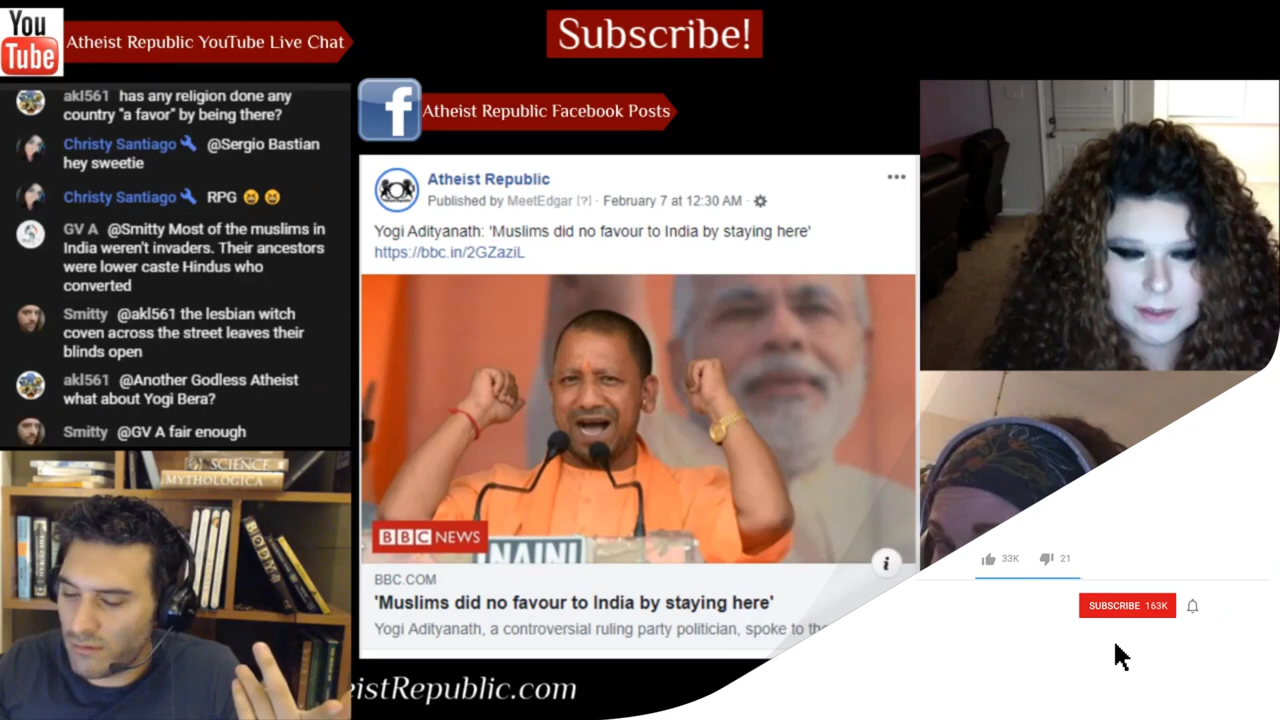 You
Tube
Atheist Republic YouTube Live Chat
Subscribe!
akl561 has any religion done any
country "a favor" by being there?
Christy Santiago @Sergio Bastian
hey sweetie
Christy Santiago RPG 😆 😆
GV A @Smitty Most of the muslims in
India weren't invaders. Their ancestors
were lower caste Hindus who
converted
Smitty @akl561 the lesbian witch
coven across the street leaves their
blinds open
akl561 @Another Godless Atheist
what about Yogi Bera?
Smitty @GV A fair enough
SCIENCE
MYTHOLOGICA
BODY
f
Atheist Republic Facebook Posts
Atheist Republic
Published by MeetEdgar [?] · February 7 at 12:30 AM ·
Yogi Adityanath: 'Muslims did no favour to India by staying here'
https://bbc.in/2GZaziL
BBC NEWS
NAINI
i
BBC.COM
'Muslims did no favour to India by staying here'
Yogi Adityanath, a controversial ruling party politician, spoke to the
eistRepublic.com
33K
21
SUBSCRIBE 163K